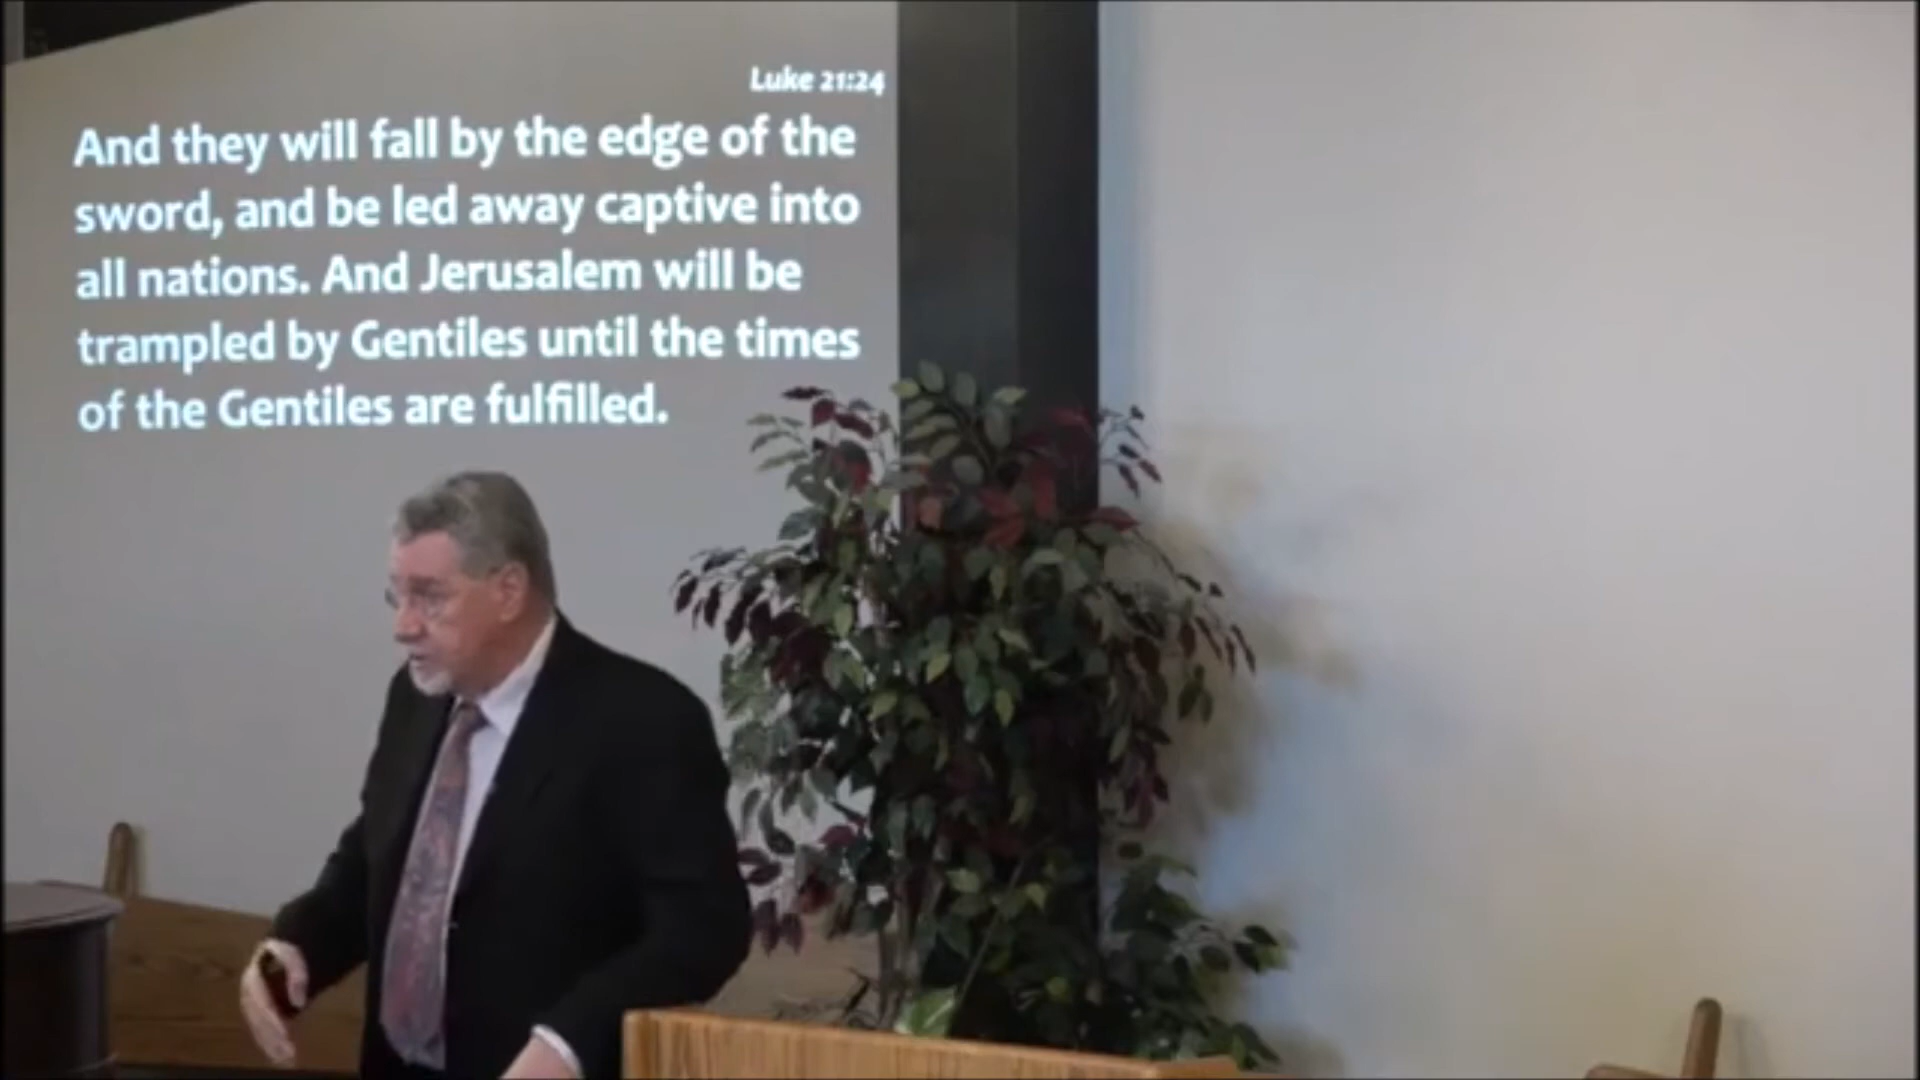 Luke 21:24
And they will fall by the edge of the
sword, and be led away captive into
all nations. And Jerusalem will be
trampled by Gentiles until the times
of the Gentiles are fulfilled.